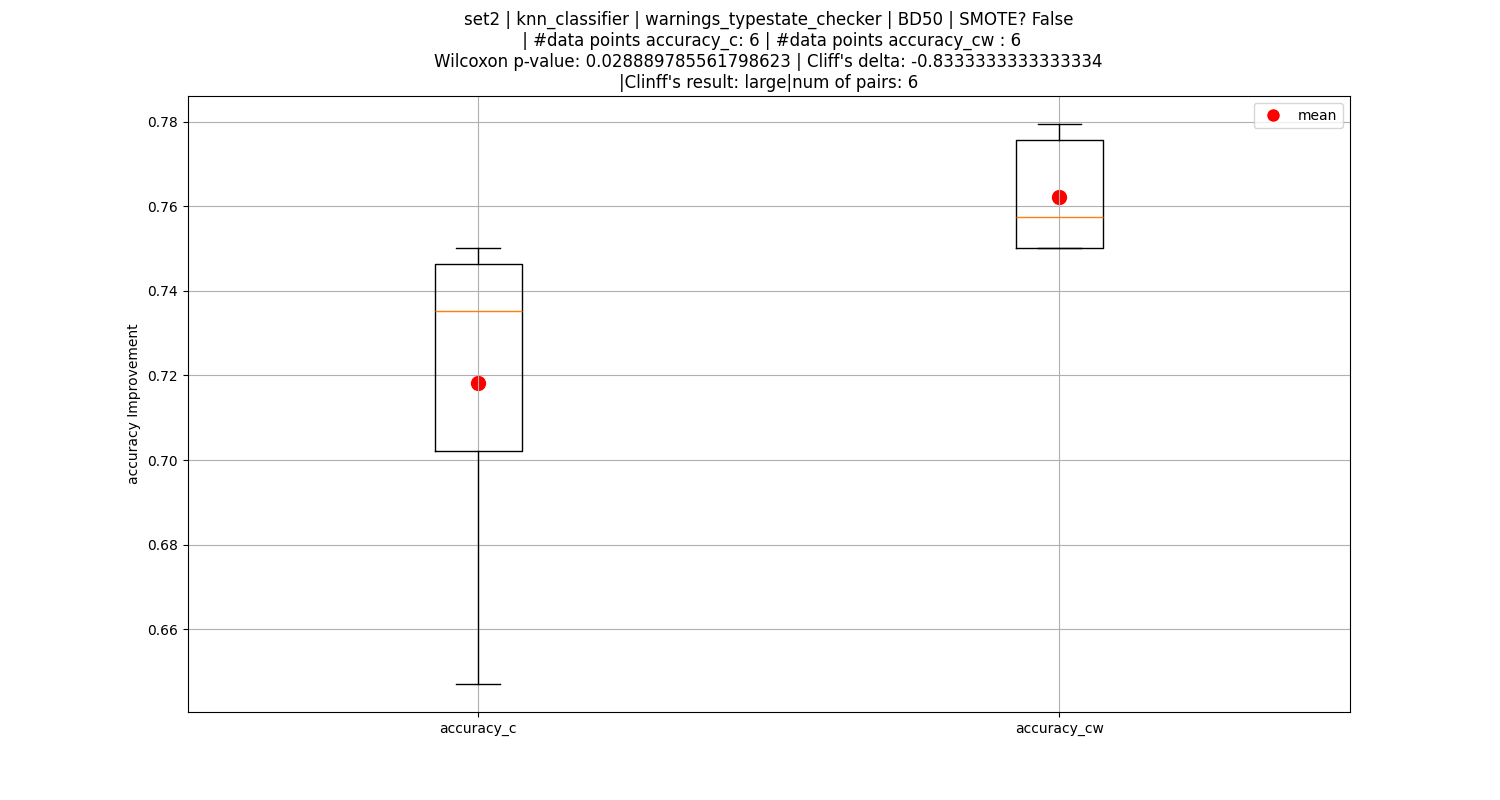 set2 | knn_classifier | warnings_typestate_checker | BD50 | SMOTE? False
| #data points accuracy_c: 6 | #data points accuracy_cw : 6
Wilcoxon p-value: 0.028889785561798623 | Cliff's delta: -0.8333333333333334
|Clinff's result: large|num of pairs: 6
mean
0.78
0.76
0.74
0.72
0.70
0.68
0.66
accuracy Improvement
accuracy_c
accuracy_cw